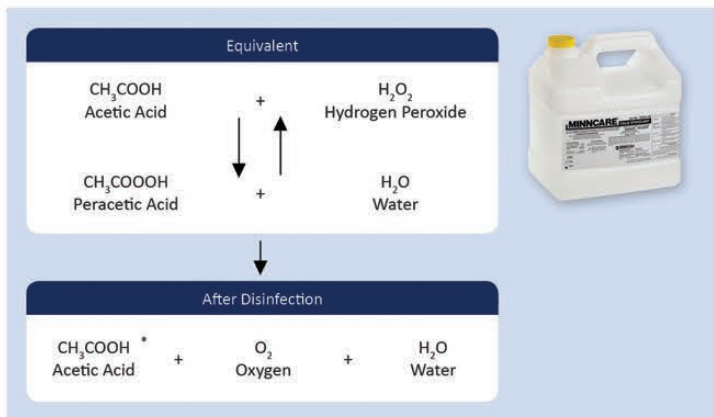 Equivalent
CH₃COOH + H₂O₂
Acetic Acid Hydrogen Peroxide
CH₃COOOH + H₂O
Peracetic Acid Water
After Disinfection
CH₃COOH * + O₂ + H₂O
Acetic Acid Oxygen Water
MINNCARE